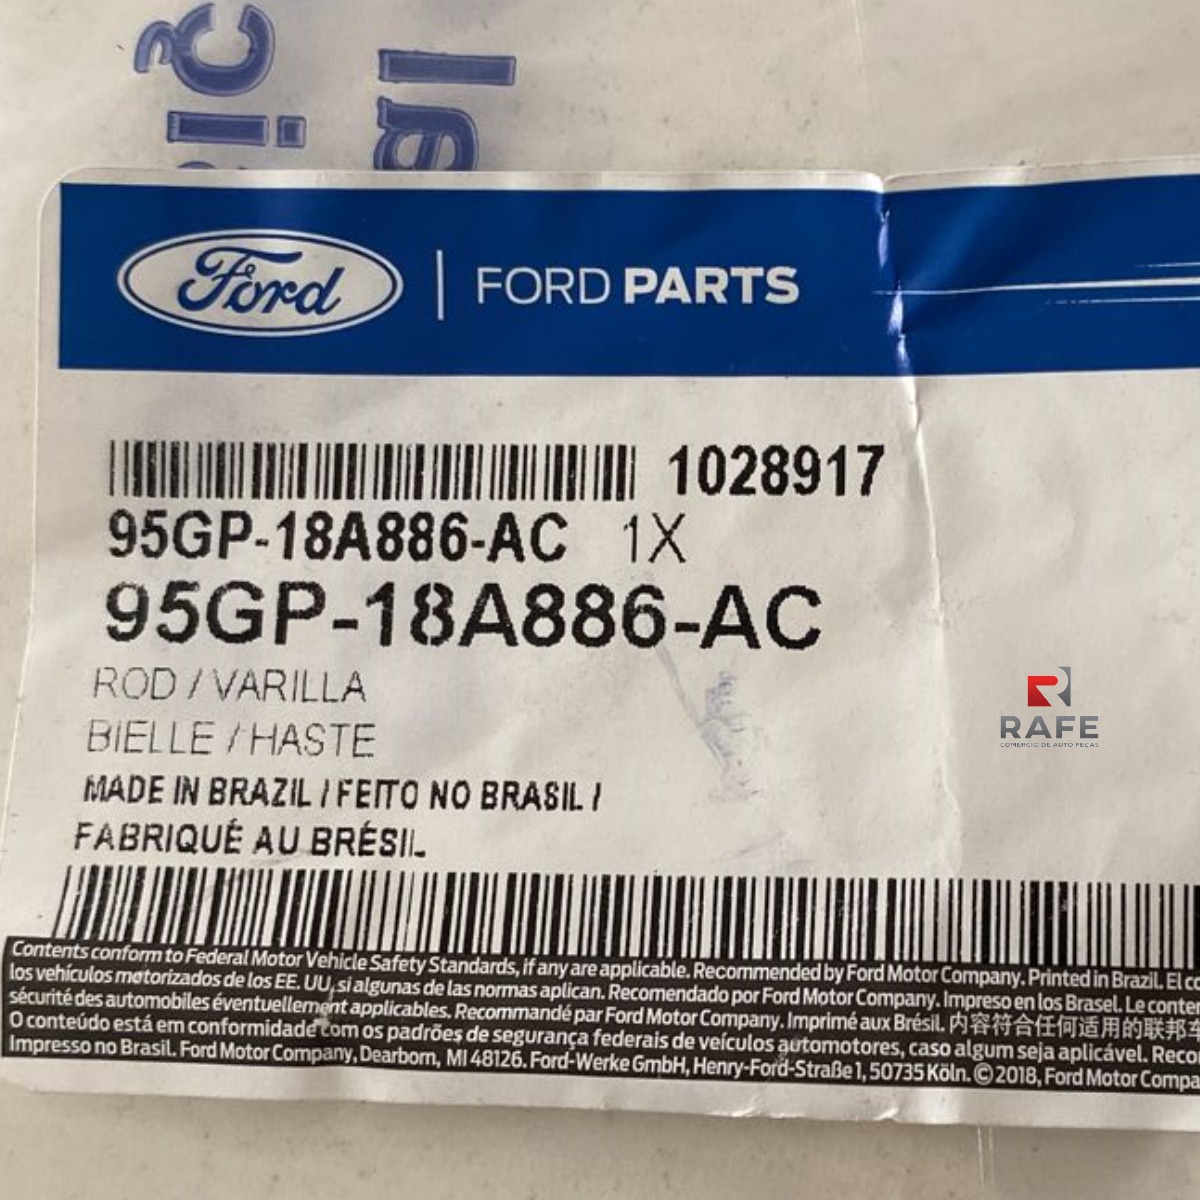 Ford | FORD PARTS
1028917
95GP-18A886-AC 1X
95GP-18A886-AC
ROD / VARILLA
BIELLE / HASTE
MADE IN BRAZIL / FEITO NO BRASIL /
FABRIQUÉ AU BRÉSIL
RAFE
COMÉRCIO DE AUTO PEÇAS
Contents conform to Federal Motor Vehicle Safety Standards, if any are applicable. Recommended by Ford Motor Company. Printed in Brazil. El co
los vehículos motorizados de los EE. UU, si algunas de las normas aplican. Recomendado por Ford Motor Company. Impreso en los Brasel. Le conte
sécurité des automobiles éventuellement applicables. Recommandé par Ford Motor Company. Imprimé aux Brésil. 内容符合任何适用的联邦
O conteúdo está em conformidade com os padrões de segurança federais de veículos automotores, caso algum seja aplicável. Reco
Impresso no Brasil. Ford Motor Company, Dearborn, MI 48126. Ford-Werke GmbH, Henry-Ford-Straße 1, 50735 Köln. © 2018, Ford Motor Compa